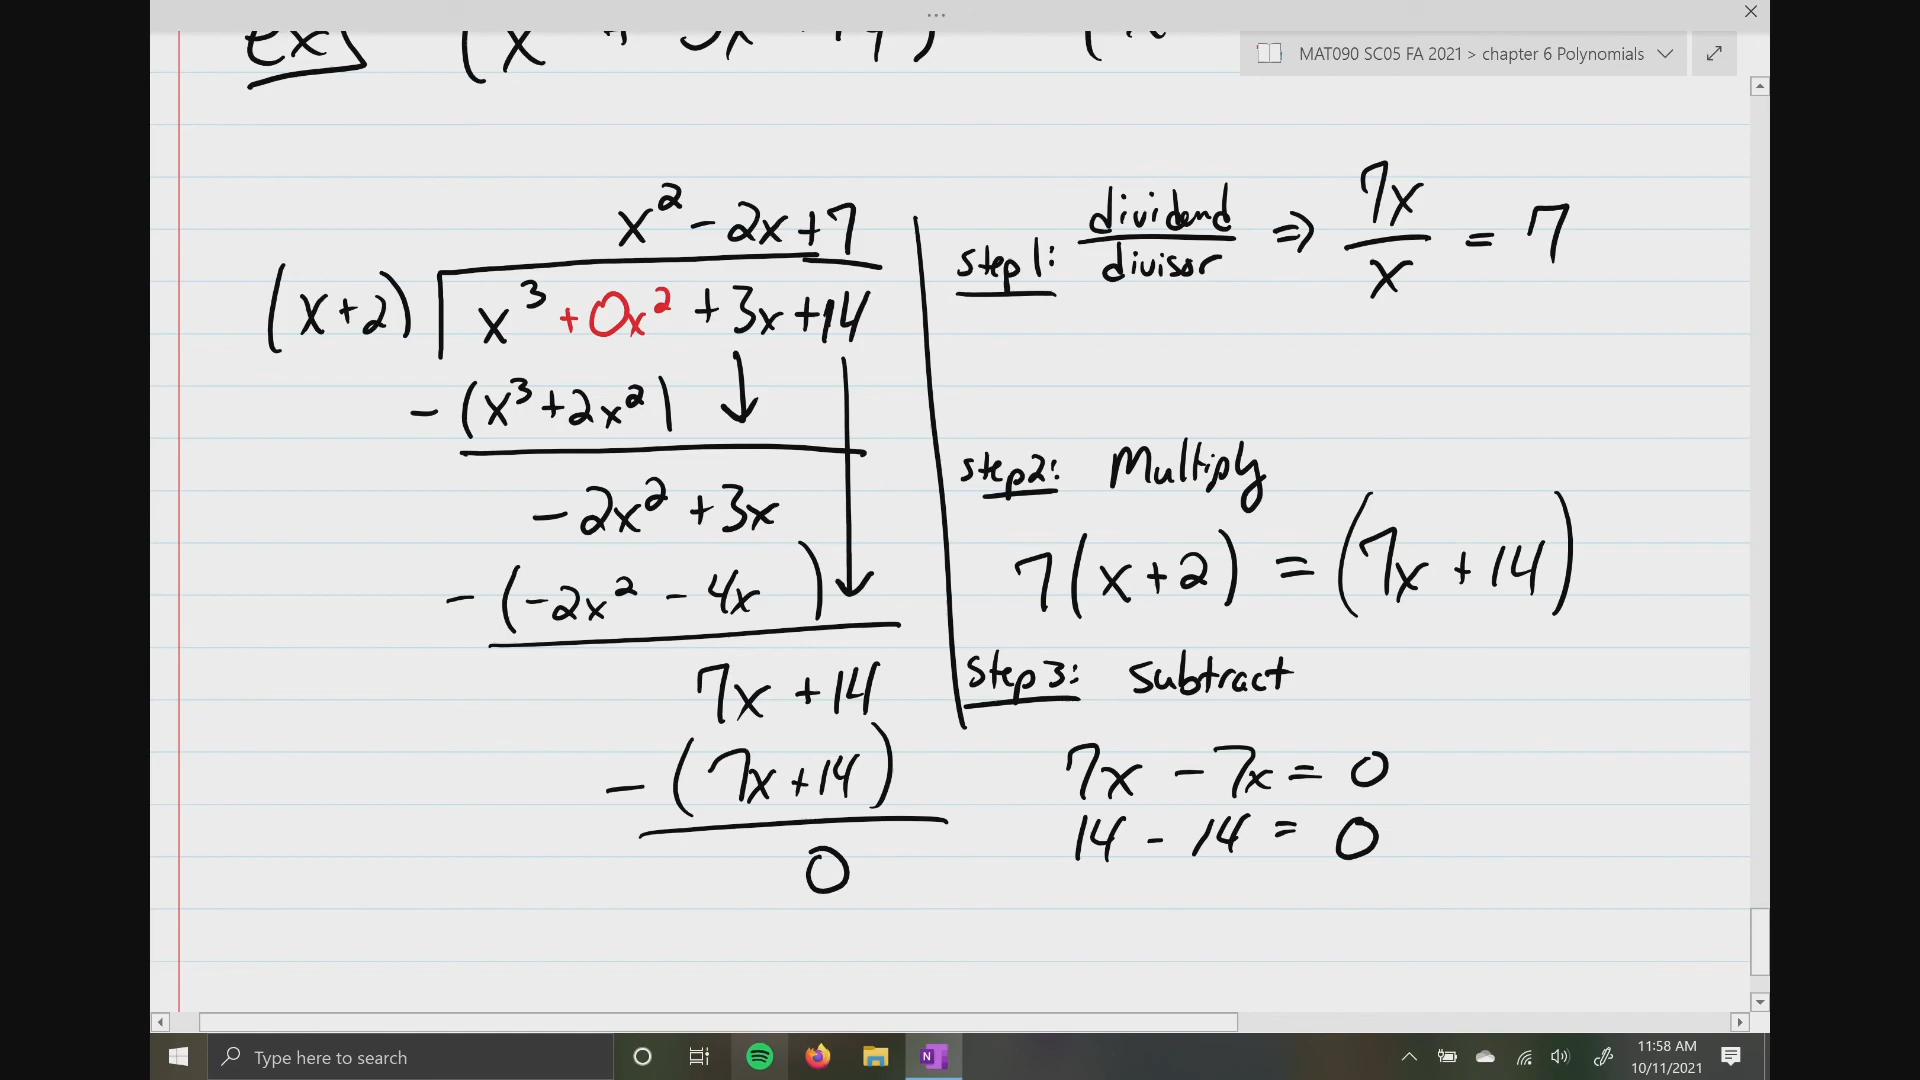 MAT090 SC05 FA 2021 > chapter 6 Polynomials
ex)
x² - 2x + 7
(x+2) x³ + 0x² + 3x + 14
- (x³ + 2x²)
- 2x² + 3x
- (-2x² - 4x )
7x + 14
- (7x + 14)
0
step 1: dividend / divisor ⇒ 7x / x = 7
step 2: Multiply
7(x+2) = (7x + 14)
step 3: subtract
7x - 7x = 0
14 - 14 = 0
Type here to search
11:58 AM
10/11/2021